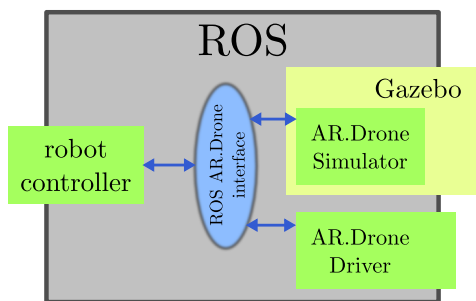 ROS
Gazebo
robot
controller
ROS AR.Drone
interface
AR.Drone
Simulator
AR.Drone
Driver